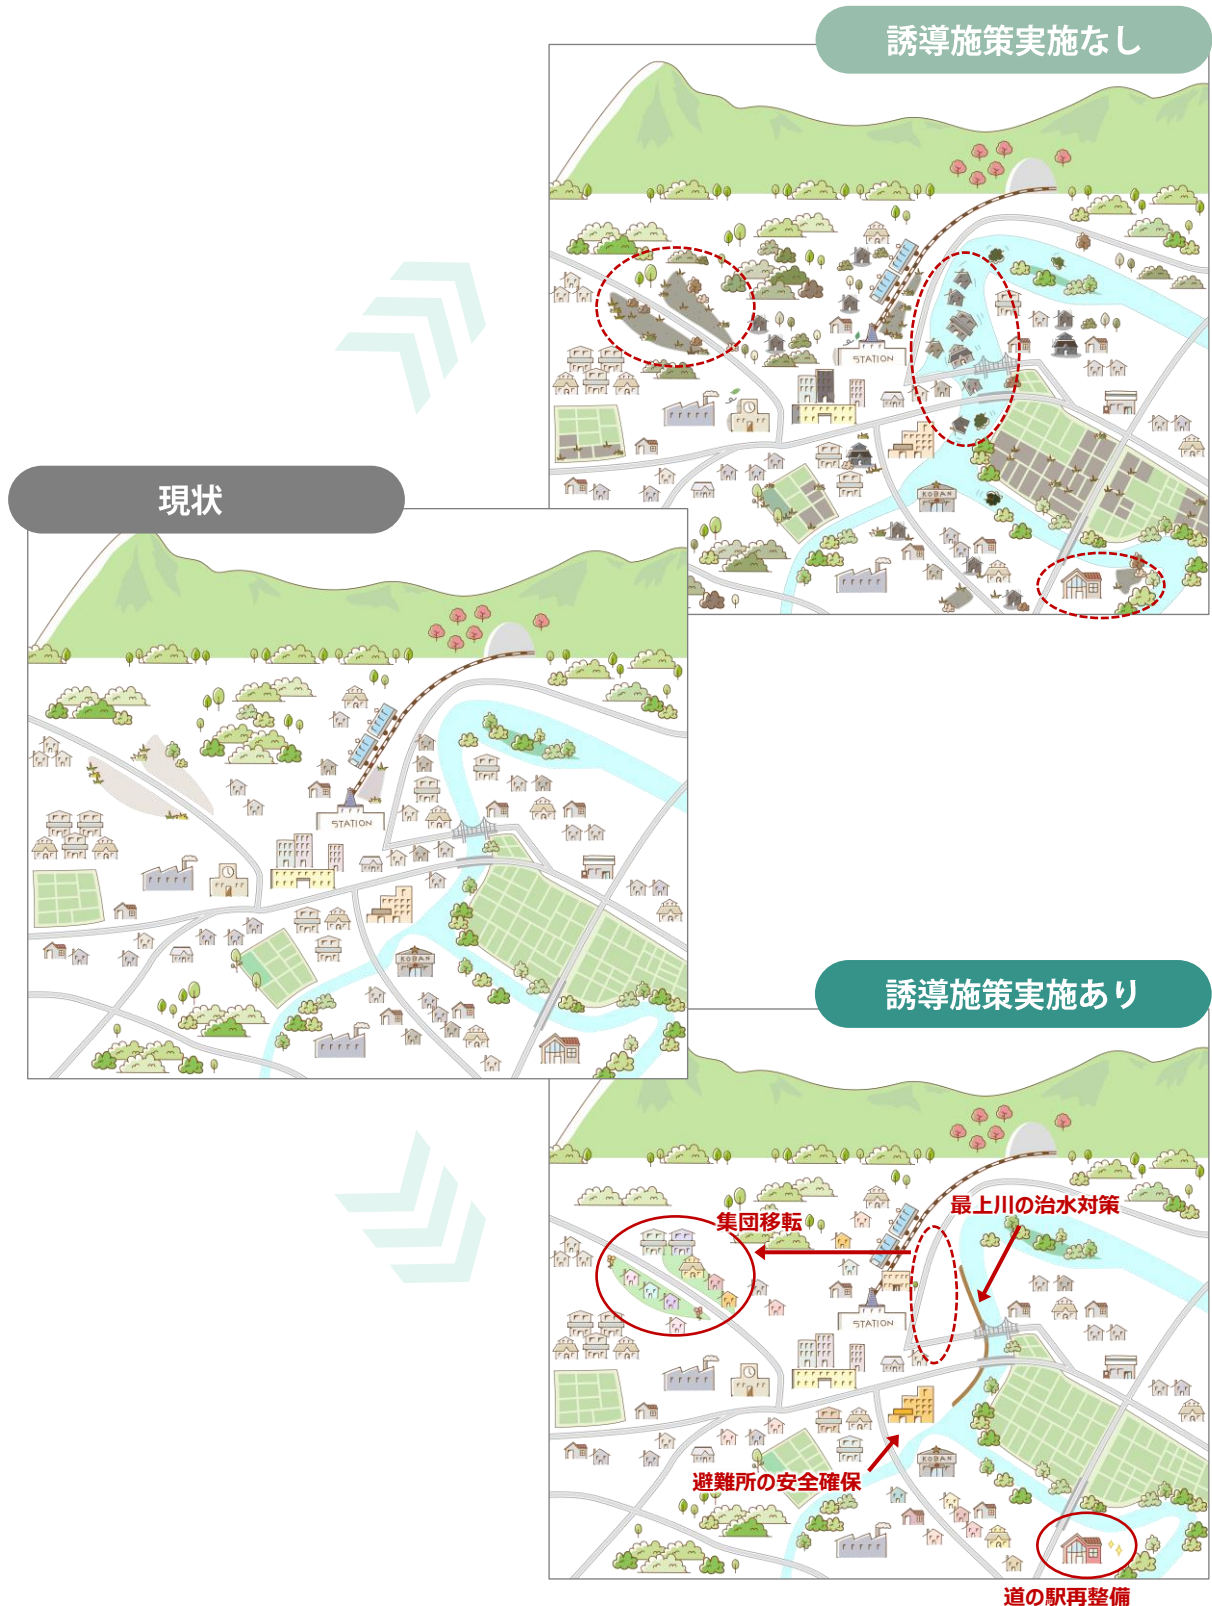 誘導施策実施なし
STATION
KOBAN
現状
STATION
KOBAN
誘導施策実施あり
最上川の治水対策
集団移転
STATION
避難所の安全確保
KOBAN
道の駅再整備